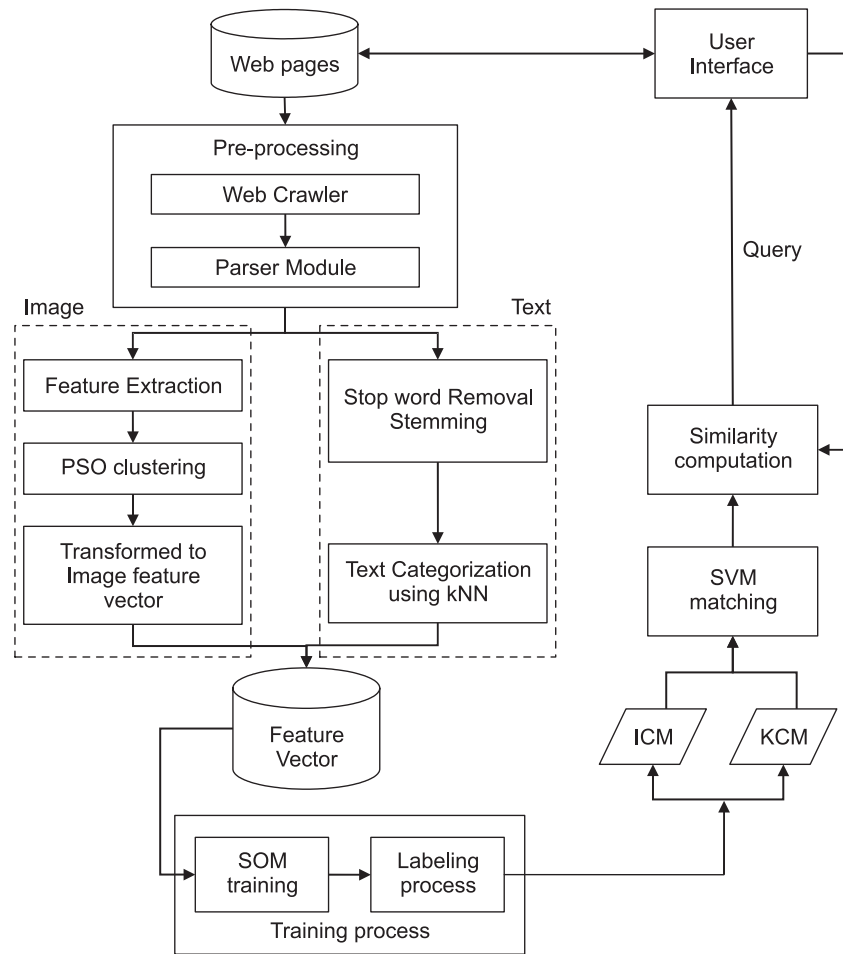 Web pages
User
Interface
Pre-processing
Web Crawler
Parser Module
Query
Image
Text
Feature Extraction
PSO clustering
Transformed to
Image feature
vector
Stop word Removal
Stemming
Text Categorization
using kNN
Similarity
computation
SVM
matching
ICM
KCM
Feature
Vector
SOM
training
Labeling
process
Training process